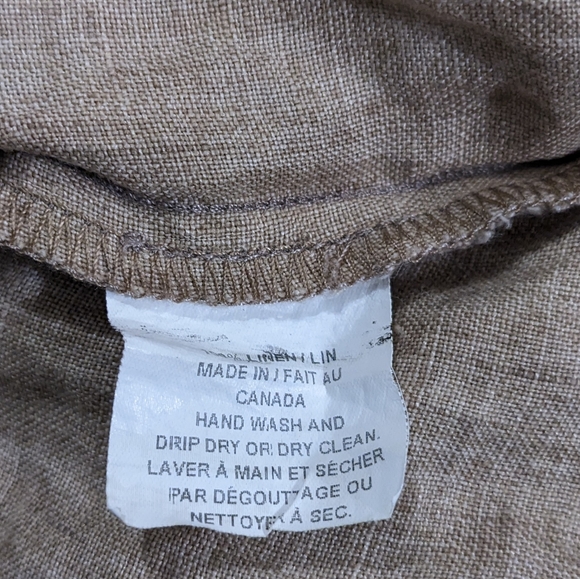 % LINEN / LIN
MADE IN / FAIT AU
CANADA
HAND WASH AND
DRIP DRY OR DRY CLEAN.
LAVER À MAIN ET SÉCHER
PAR DÉGOUTTAGE OU
NETTOYER À SEC.